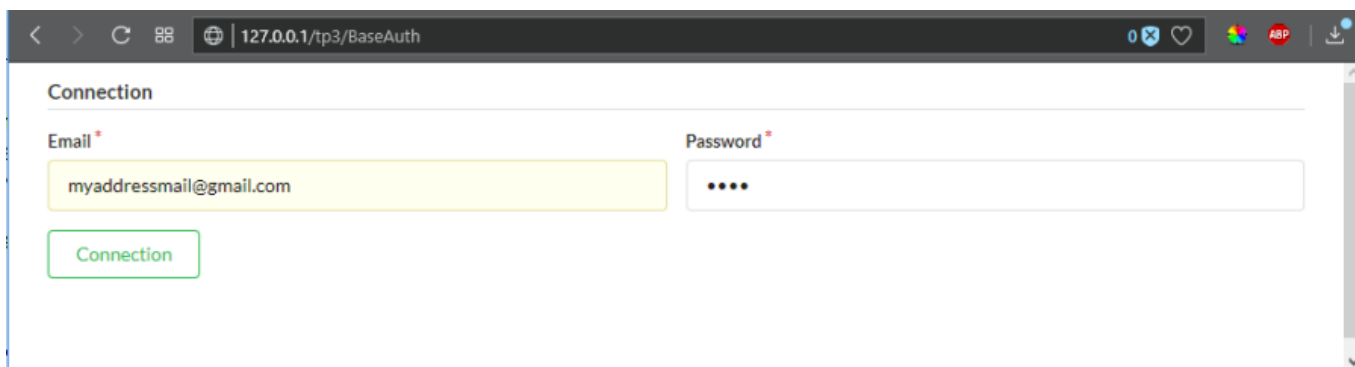 127.0.0.1/tp3/BaseAuth 0
ABP
Connection
Email * Password *
myaddressmail@gmail.com ••••
Connection